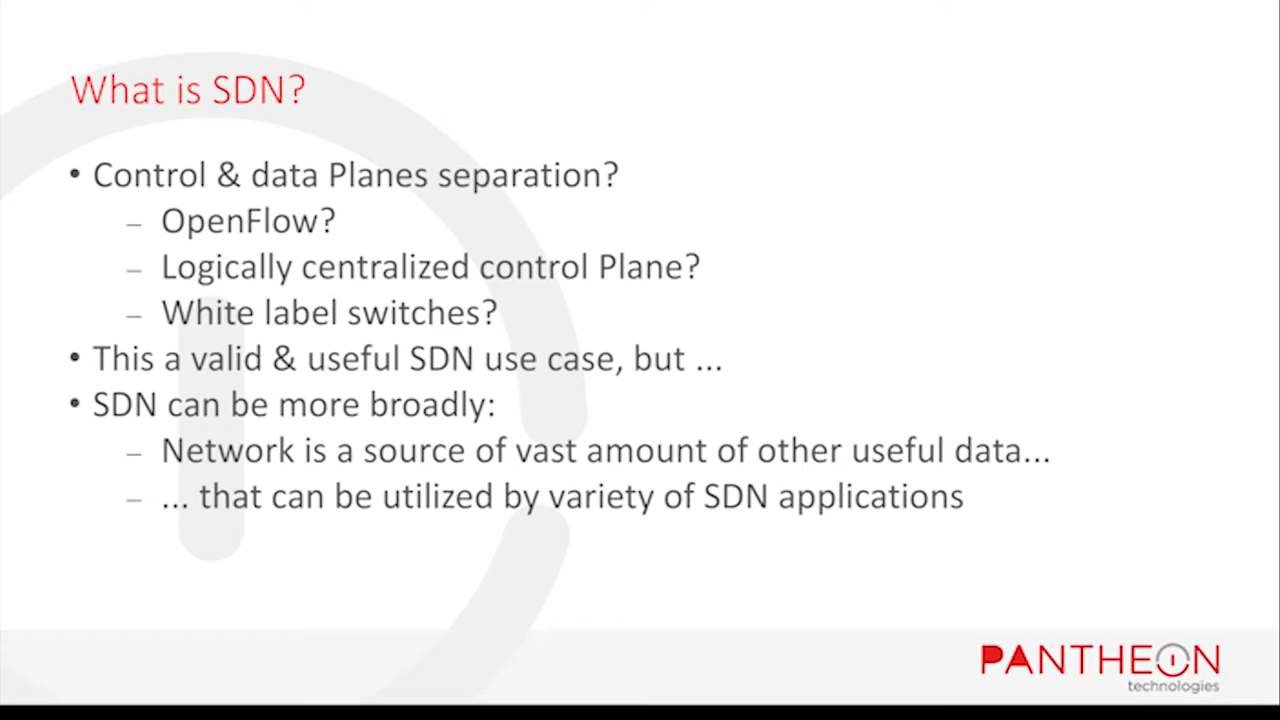 What is SDN?
• Control & data Planes separation?
– OpenFlow?
– Logically centralized control Plane?
– White label switches?
• This a valid & useful SDN use case, but ...
• SDN can be more broadly:
– Network is a source of vast amount of other useful data...
– ... that can be utilized by variety of SDN applications
PANTHEON
technologies